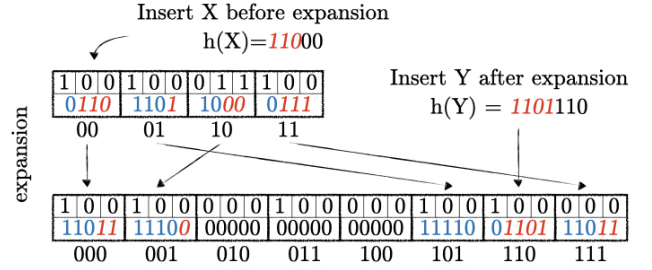 Insert X before expansion
h(X)=11000
1 0 0 1 0 0 0 1 1 1 0 0
0110 1101 1000 0111
00 01 10 11
Insert Y after expansion
h(Y) = 1101110
expansion
1 0 0 1 0 0 0 0 0 0 0 0 0 0 0 1 0 0 1 0 0 0 0 0
11011 11100 00000 00000 00000 11110 01101 11011
000 001 010 011 100 101 110 111